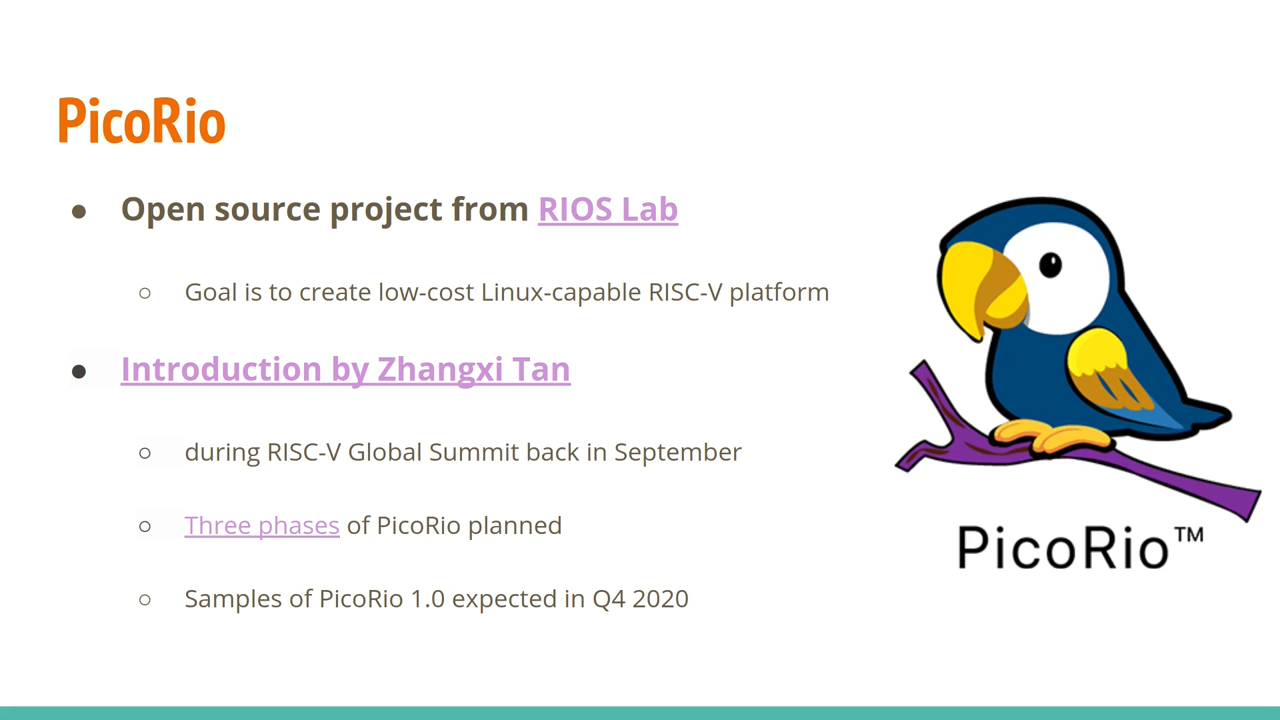 PicoRio
● Open source project from RIOS Lab
○ Goal is to create low-cost Linux-capable RISC-V platform
● Introduction by Zhangxi Tan
○ during RISC-V Global Summit back in September
○ Three phases of PicoRio planned
○ Samples of PicoRio 1.0 expected in Q4 2020
PicoRio™